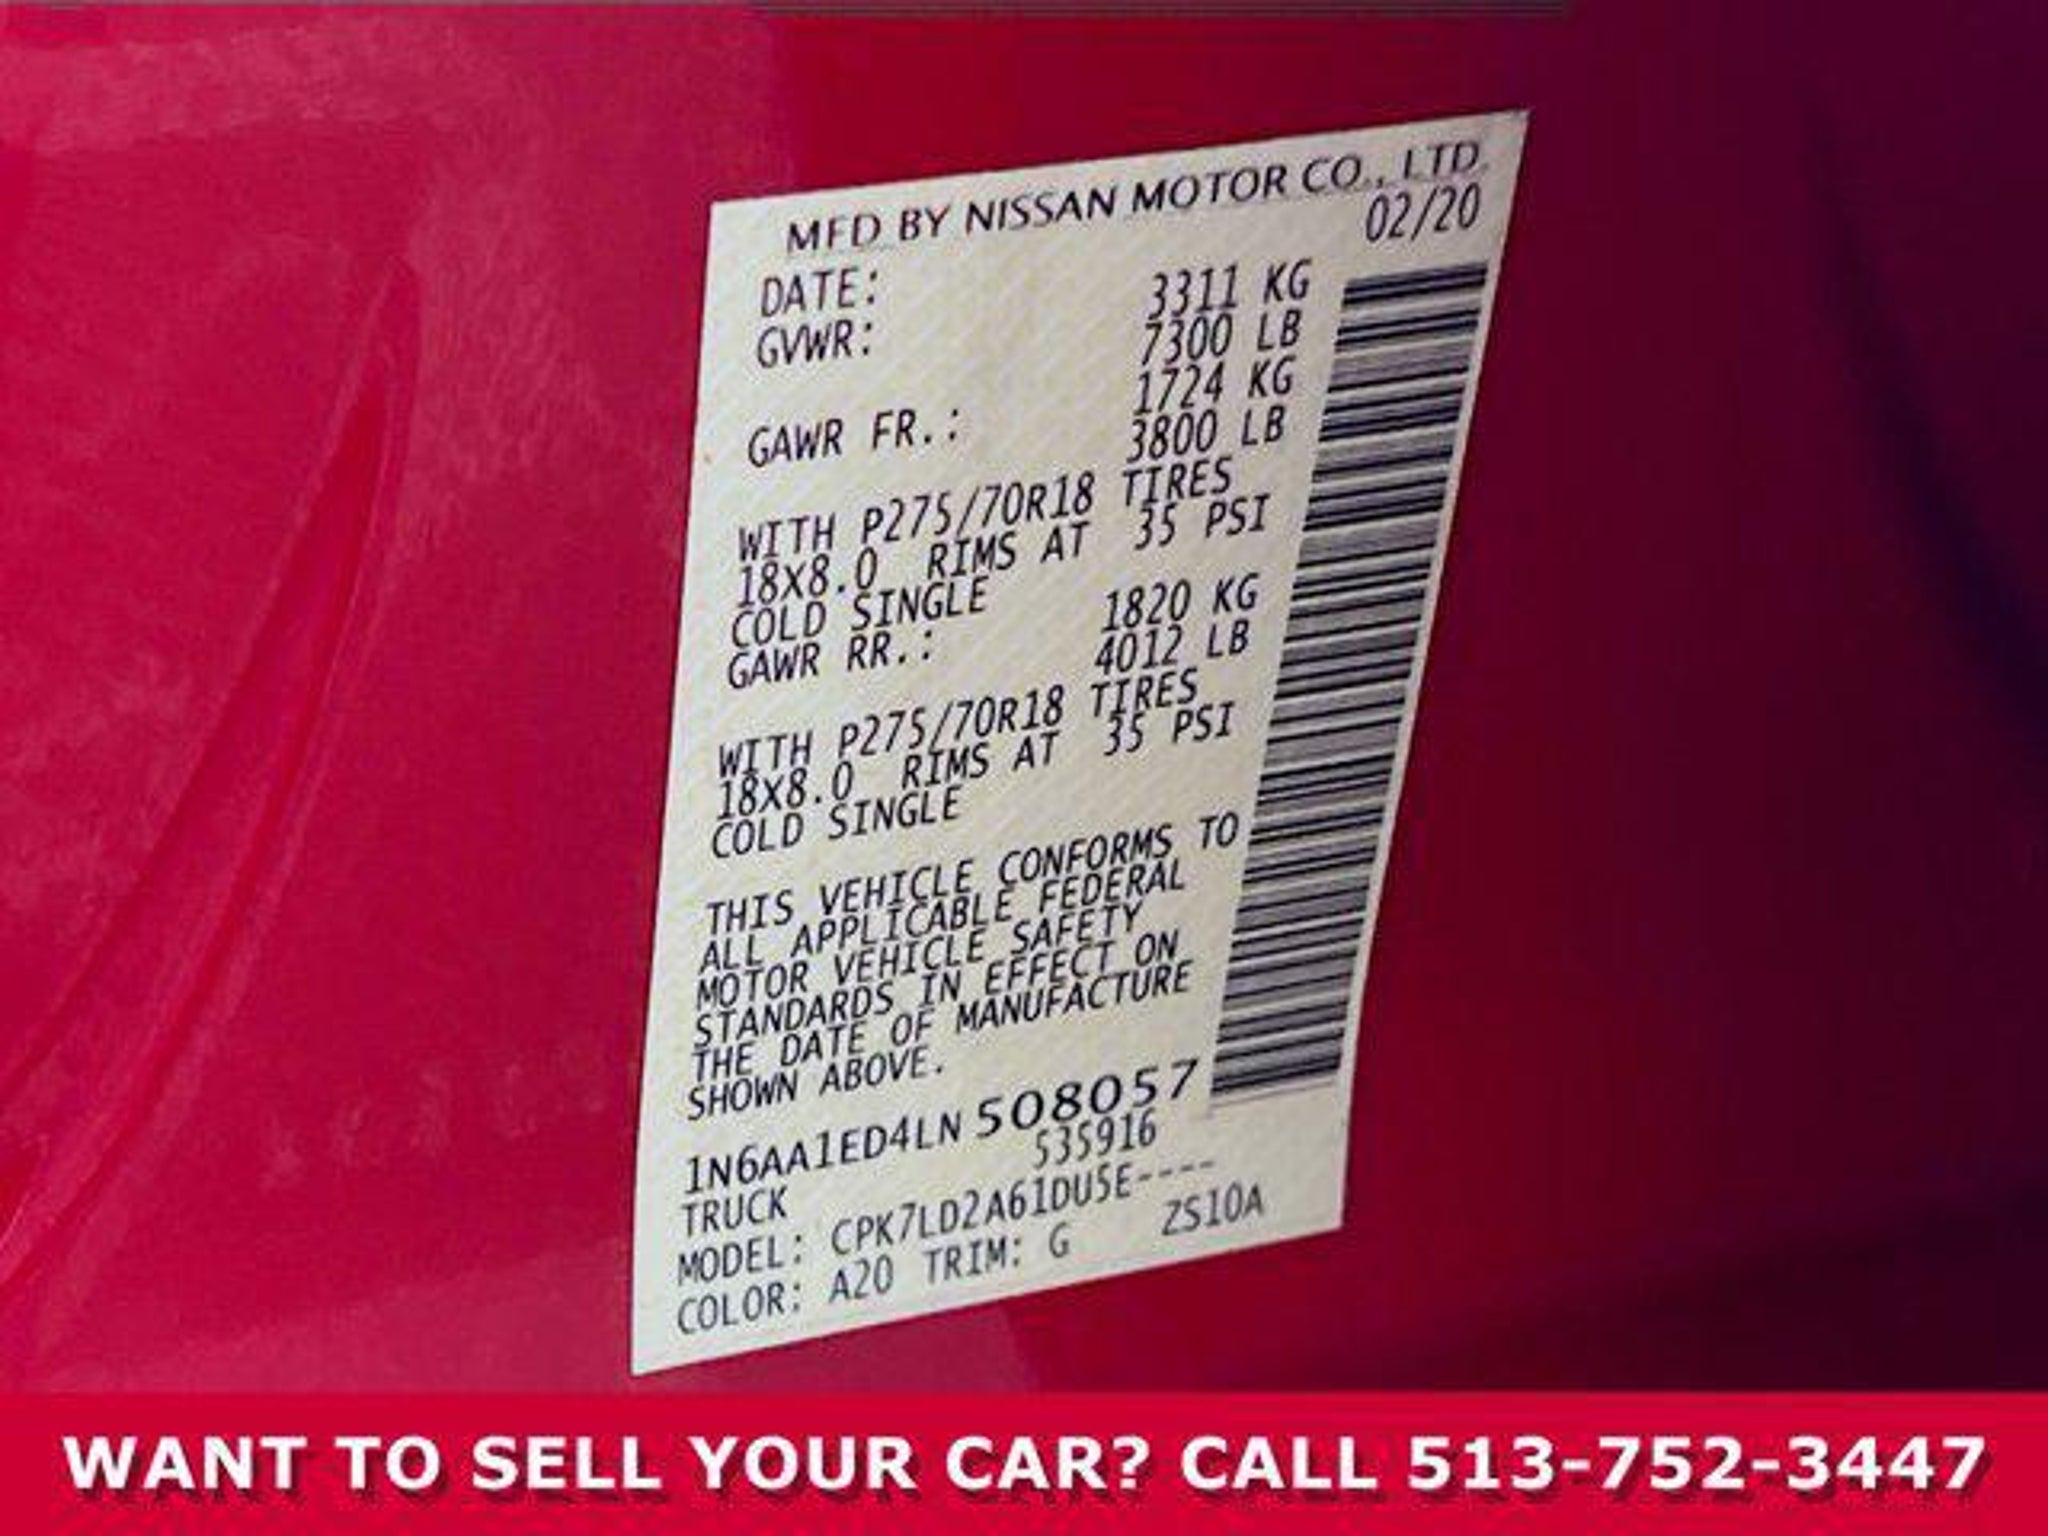 MFD BY NISSAN MOTOR CO., LTD.
DATE: 02/20
GVWR: 3311 KG
7300 LB
GAWR FR.: 1724 KG
3800 LB
WITH P275/70R18 TIRES
18X8.0 RIMS AT 35 PSI
COLD SINGLE
GAWR RR.: 1820 KG
4012 LB
WITH P275/70R18 TIRES
18X8.0 RIMS AT 35 PSI
COLD SINGLE
THIS VEHICLE CONFORMS TO
ALL APPLICABLE FEDERAL
MOTOR VEHICLE SAFETY
STANDARDS IN EFFECT ON
THE DATE OF MANUFACTURE
SHOWN ABOVE.
1N6AA1ED4LN 508057
TRUCK 535916
MODEL: CPK7LD2A61DU5E----
COLOR: A20 TRIM: G ZS10A
WANT TO SELL YOUR CAR? CALL 513-752-3447